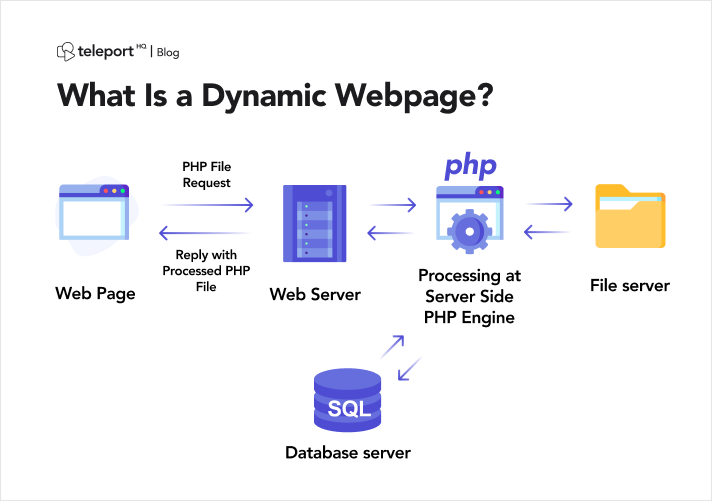 teleport HQ | Blog
What Is a Dynamic Webpage?
PHP File
Request
Reply with
Processed PHP
File
Web Page
Web Server
php
Processing at
Server Side
PHP Engine
File server
SQL
Database server